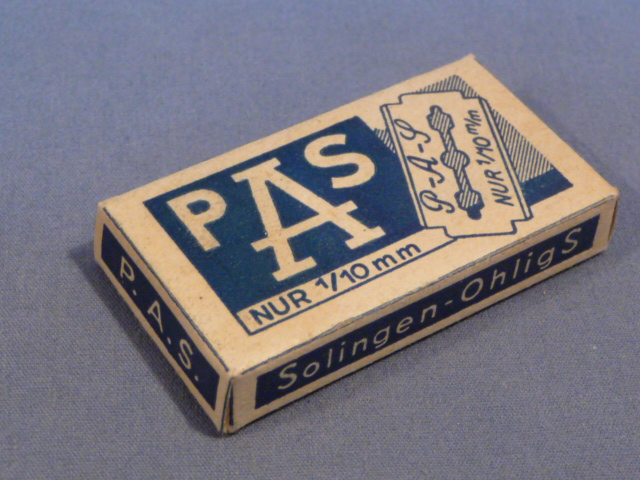 PAS
NUR 1/10 mm
P-A-S
NUR 1/10 m/m
P.A.S.
Solingen-OhligS